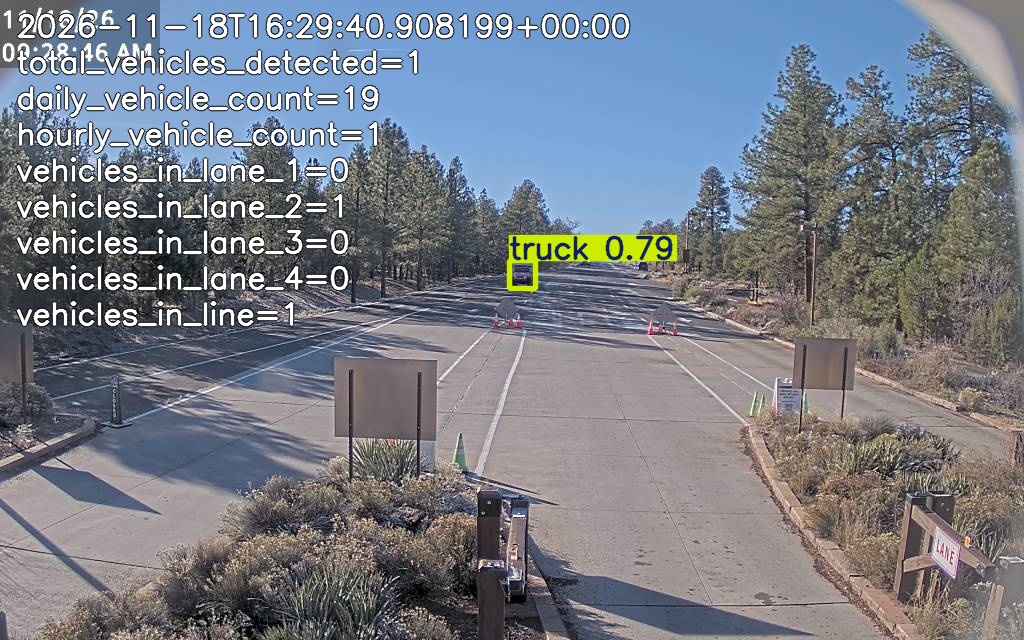 2026-11-18T16:29:40.908199+00:00
total_vehicles_detected=1
daily_vehicle_count=19
hourly_vehicle_count=1
vehicles_in_lane_1=0
vehicles_in_lane_2=1
vehicles_in_lane_3=0
vehicles_in_lane_4=0
vehicles_in_line=1
truck 0.79
LANE